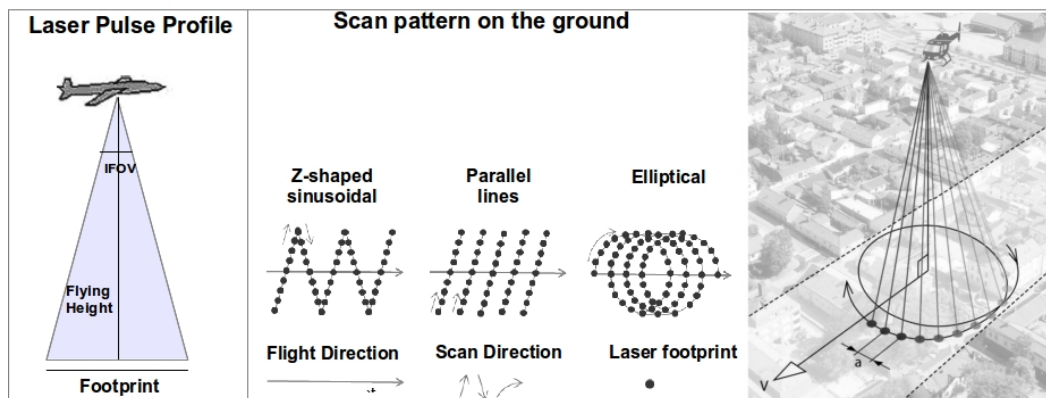 Laser Pulse Profile
IFOV
Flying
Height
Footprint
Scan pattern on the ground
Z-shaped
sinusoidal
Parallel
lines
Elliptical
Flight Direction
Scan Direction
Laser footprint
a
V